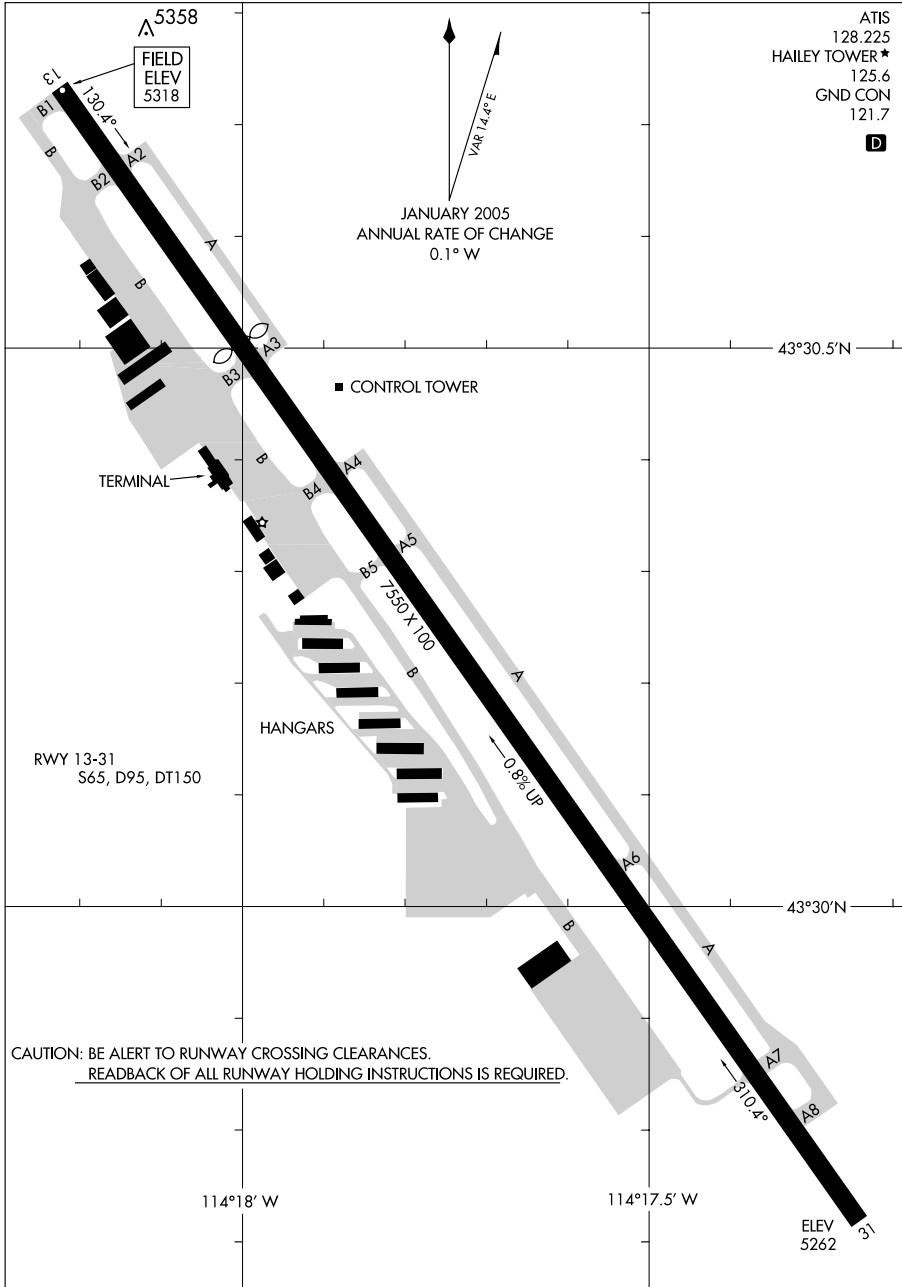 5358
ATIS
128.225
HAILEY TOWER★
125.6
GND CON
121.7
D
FIELD
ELEV
5318
13
130.4°
B1
B
B2
A2
A
B
VAR 14.4° E
JANUARY 2005
ANNUAL RATE OF CHANGE
0.1° W
43°30.5'N
A3
B3
CONTROL TOWER
B
A4
B4
TERMINAL
A5
B5
7550 X 100
B
A
HANGARS
RWY 13-31
S65, D95, DT150
0.8% UP
A6
43°30'N
B
A
CAUTION: BE ALERT TO RUNWAY CROSSING CLEARANCES.
READBACK OF ALL RUNWAY HOLDING INSTRUCTIONS IS REQUIRED.
A7
310.4°
A8
114°18' W
114°17.5' W
31
ELEV
5262